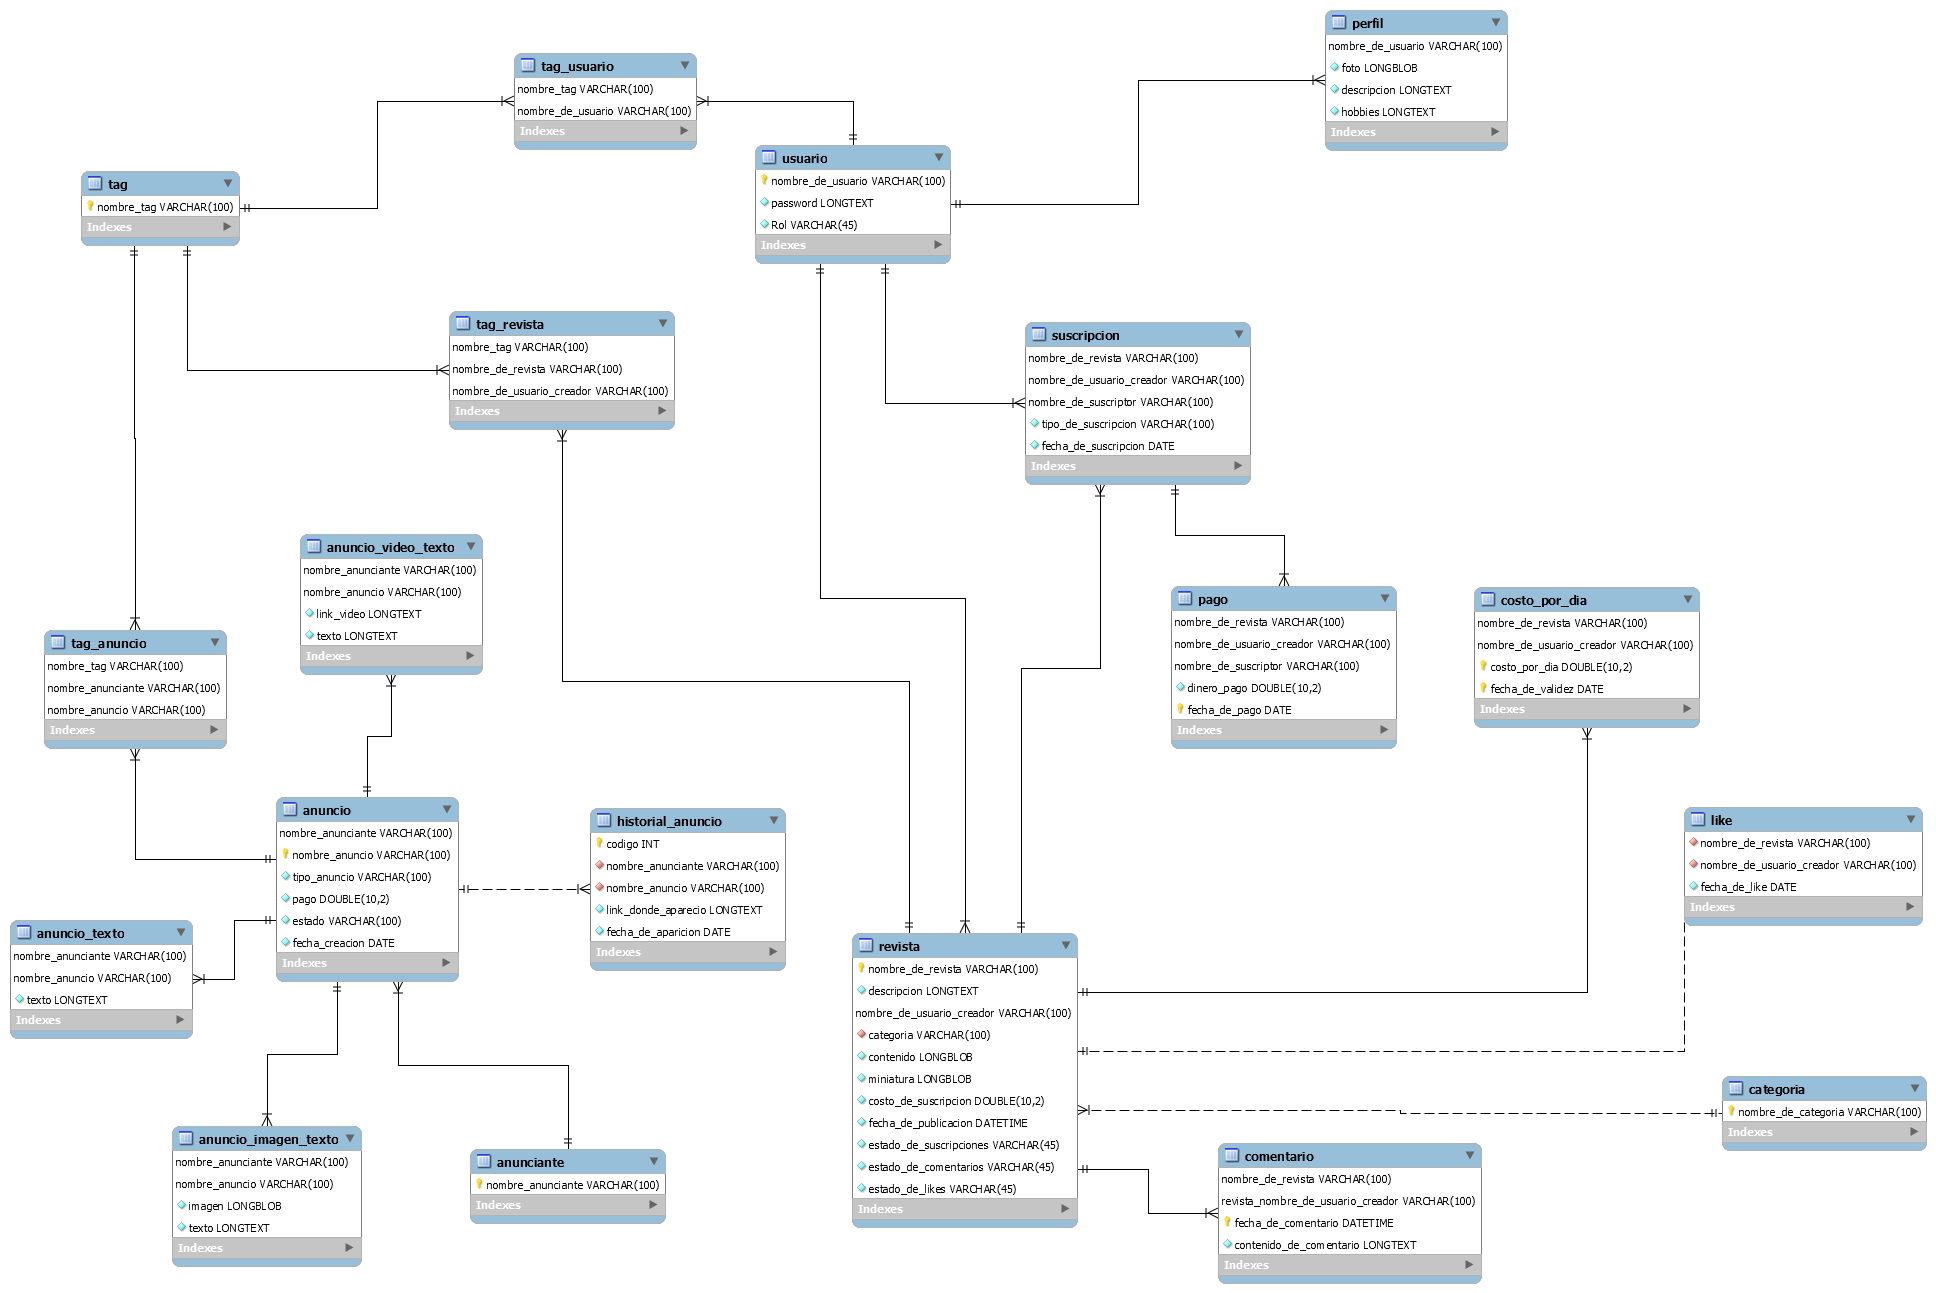 perfil
nombre_de_usuario VARCHAR(100)
foto LONGBLOB
descripcion LONGTEXT
hobbies LONGTEXT
Indexes
tag_usuario
nombre_tag VARCHAR(100)
nombre_de_usuario VARCHAR(100)
Indexes
usuario
nombre_de_usuario VARCHAR(100)
password LONGTEXT
Rol VARCHAR(45)
Indexes
tag
nombre_tag VARCHAR(100)
Indexes
tag_revista
nombre_tag VARCHAR(100)
nombre_de_revista VARCHAR(100)
nombre_de_usuario_creador VARCHAR(100)
Indexes
suscripcion
nombre_de_revista VARCHAR(100)
nombre_de_usuario_creador VARCHAR(100)
nombre_de_suscriptor VARCHAR(100)
tipo_de_suscripcion VARCHAR(100)
fecha_de_suscripcion DATE
Indexes
anuncio_video_texto
nombre_anunciante VARCHAR(100)
nombre_anuncio VARCHAR(100)
link_video LONGTEXT
texto LONGTEXT
Indexes
pago
nombre_de_revista VARCHAR(100)
nombre_de_usuario_creador VARCHAR(100)
nombre_de_suscriptor VARCHAR(100)
dinero_pago DOUBLE(10,2)
fecha_de_pago DATE
Indexes
costo_por_dia
nombre_de_revista VARCHAR(100)
nombre_de_usuario_creador VARCHAR(100)
costo_por_dia DOUBLE(10,2)
fecha_de_validez DATE
Indexes
tag_anuncio
nombre_tag VARCHAR(100)
nombre_anunciante VARCHAR(100)
nombre_anuncio VARCHAR(100)
Indexes
anuncio
nombre_anunciante VARCHAR(100)
nombre_anuncio VARCHAR(100)
tipo_anuncio VARCHAR(100)
pago DOUBLE(10,2)
estado VARCHAR(100)
fecha_creacion DATE
Indexes
historial_anuncio
codigo INT
nombre_anunciante VARCHAR(100)
nombre_anuncio VARCHAR(100)
link_donde_aparecio LONGTEXT
fecha_de_aparicion DATE
Indexes
like
nombre_de_revista VARCHAR(100)
nombre_de_usuario_creador VARCHAR(100)
fecha_de_like DATE
Indexes
anuncio_texto
nombre_anunciante VARCHAR(100)
nombre_anuncio VARCHAR(100)
texto LONGTEXT
Indexes
revista
nombre_de_revista VARCHAR(100)
descripcion LONGTEXT
nombre_de_usuario_creador VARCHAR(100)
categoria VARCHAR(100)
contenido LONGBLOB
miniatura LONGBLOB
costo_de_suscripcion DOUBLE(10,2)
fecha_de_publicacion DATETIME
estado_de_suscripciones VARCHAR(45)
estado_de_comentarios VARCHAR(45)
estado_de_likes VARCHAR(45)
Indexes
categoria
nombre_de_categoria VARCHAR(100)
Indexes
anuncio_imagen_texto
nombre_anunciante VARCHAR(100)
nombre_anuncio VARCHAR(100)
imagen LONGBLOB
texto LONGTEXT
Indexes
anunciante
nombre_anunciante VARCHAR(100)
Indexes
comentario
nombre_de_revista VARCHAR(100)
revista_nombre_de_usuario_creador VARCHAR(100)
fecha_de_comentario DATETIME
contenido_de_comentario LONGTEXT
Indexes